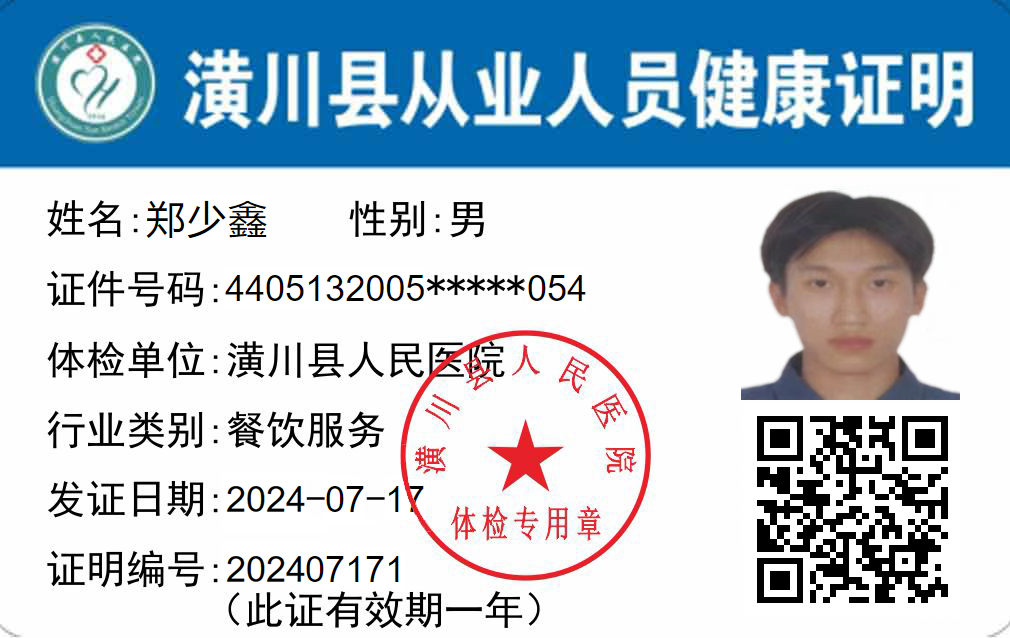 潢川县从业人员健康证明
姓名:郑少鑫 性别:男
证件号码:4405132005*****054
体检单位:潢川县人民医院
行业类别:餐饮服务
发证日期:2024-07-17
证明编号:202407171
(此证有效期一年)
潢川县人民医院
体检专用章